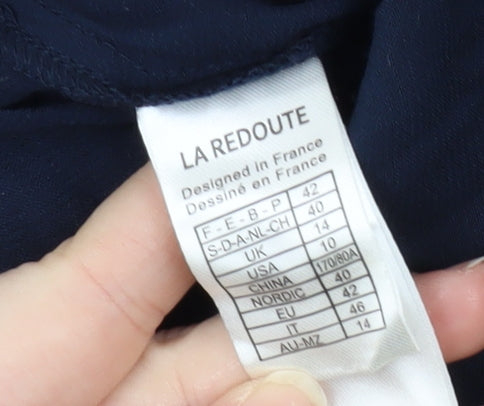 LA REDOUTE
Designed in France
Dessiné en France
F - E - B - P 42
S-D-A-NL-CH 40
UK 14
USA 10
CHINA 170/80A
NORDIC 40
EU 42
IT 46
AU-MZ 14